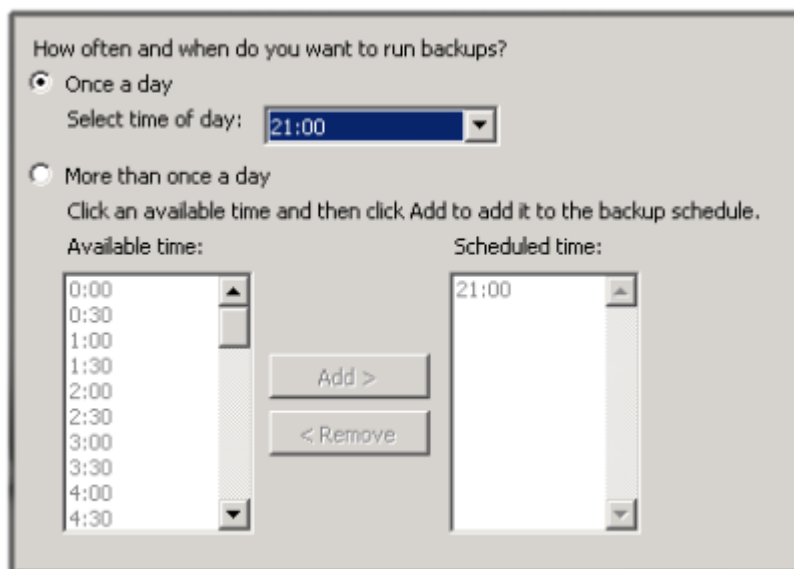 How often and when do you want to run backups?
Once a day
Select time of day: 21:00
More than once a day
Click an available time and then click Add to add it to the backup schedule.
Available time: Scheduled time:
0:00 21:00
0:30
1:00
1:30
2:00
2:30
3:00
3:30
4:00
4:30
Add >
< Remove